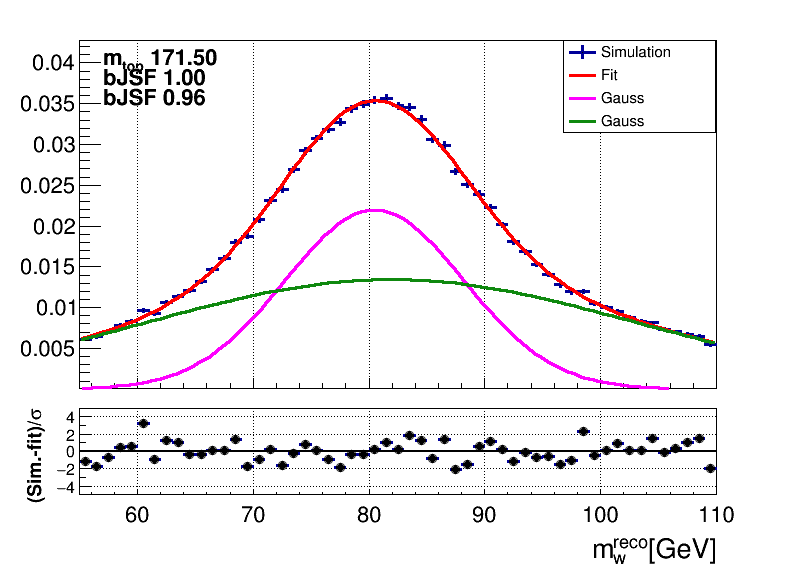 m_top 171.50
bJSF 1.00
bJSF 0.96
Simulation
Fit
Gauss
Gauss
0.04
0.035
0.03
0.025
0.02
0.015
0.01
0.005
(Sim.-fit)/σ
4
2
0
−2
−4
60 70 80 90 100 110
m_w^reco[GeV]